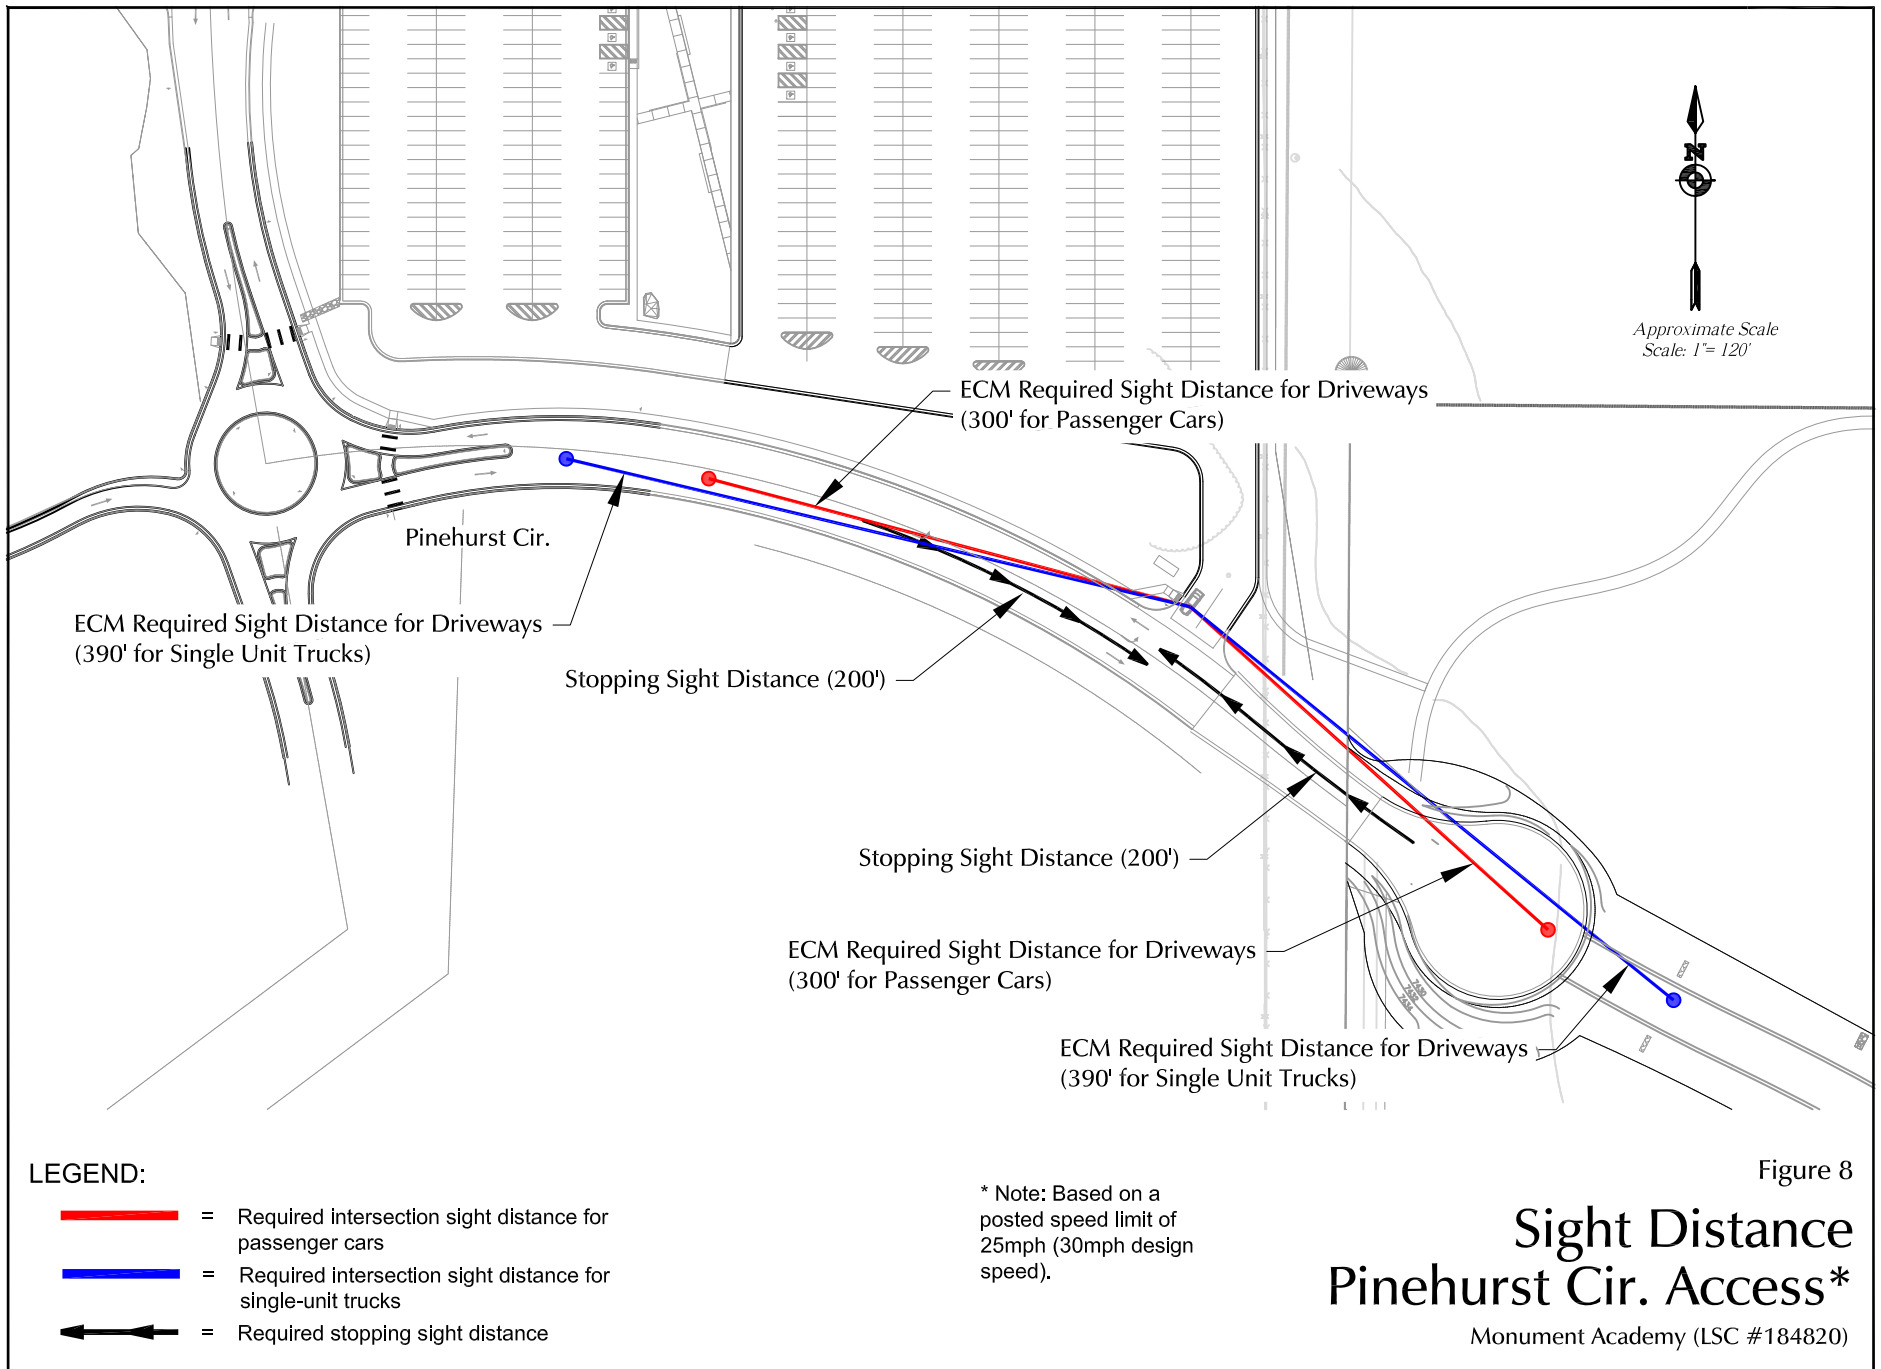 N
Approximate Scale
Scale: 1"= 120'
ECM Required Sight Distance for Driveways
(300' for Passenger Cars)
Pinehurst Cir.
ECM Required Sight Distance for Driveways
(390' for Single Unit Trucks)
Stopping Sight Distance (200')
Stopping Sight Distance (200')
ECM Required Sight Distance for Driveways
(300' for Passenger Cars)
7430
7432
7434
ECM Required Sight Distance for Driveways
(390' for Single Unit Trucks)
LEGEND:
= Required intersection sight distance for
passenger cars
= Required intersection sight distance for
single-unit trucks
= Required stopping sight distance
* Note: Based on a
posted speed limit of
25mph (30mph design
speed).
Figure 8
Sight Distance
Pinehurst Cir. Access*
Monument Academy (LSC #184820)